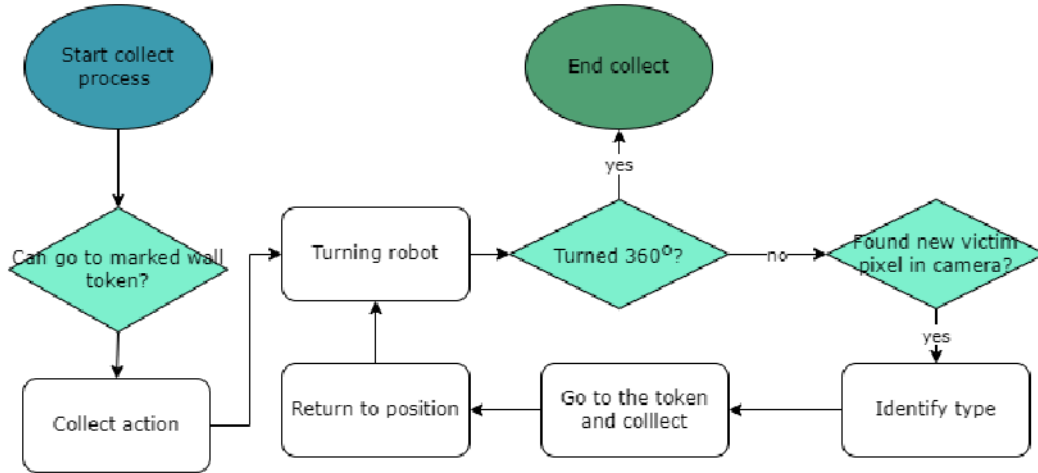 Start collect
process
End collect
yes
Can go to marked wall
token?
Turning robot
Turned 360º?
no
Found new victim
pixel in camera?
yes
Collect action
Return to position
Go to the token
and colllect
Identify type